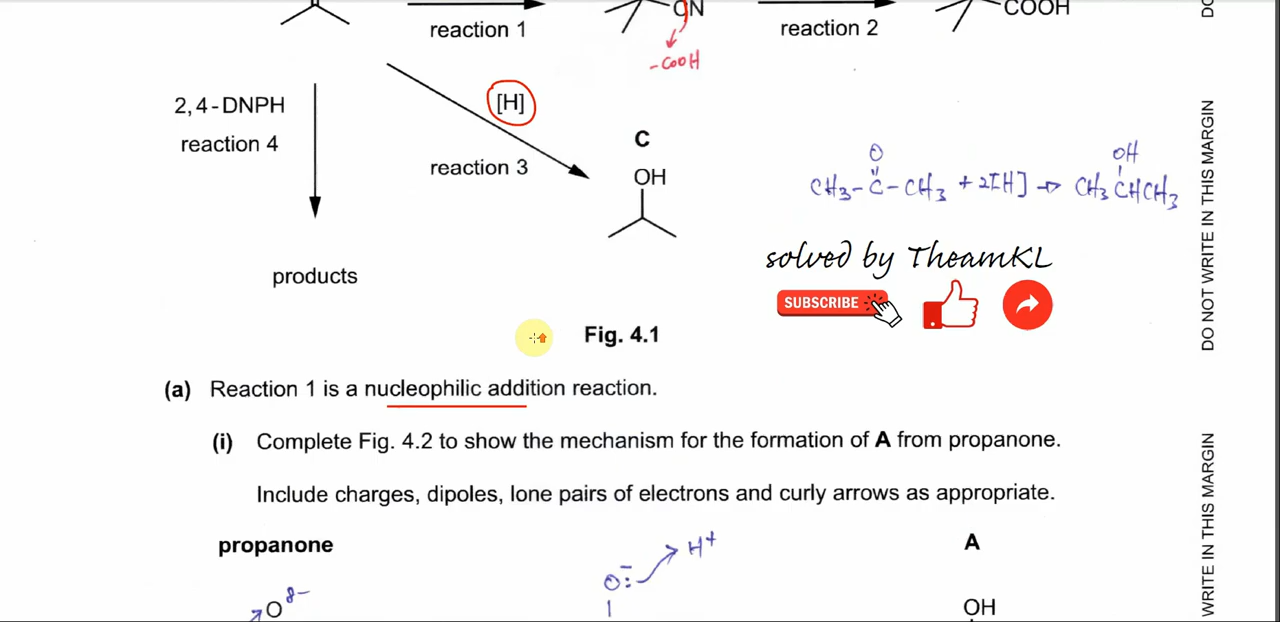 CN
COOH
reaction 1
reaction 2
-COOH
2,4-DNPH
[H]
reaction 4
C
reaction 3
OH
O
OH
CH3-C-CH3 + 2[H] → CH3CHCH3
products
solved by TheamKL
SUBSCRIBE
Fig. 4.1
(a) Reaction 1 is a nucleophilic addition reaction.
(i) Complete Fig. 4.2 to show the mechanism for the formation of A from propanone.
Include charges, dipoles, lone pairs of electrons and curly arrows as appropriate.
propanone
A
H+
O:-
Oδ-
OH
DO NOT WRITE IN THIS MARGIN
WRITE IN THIS MARGIN